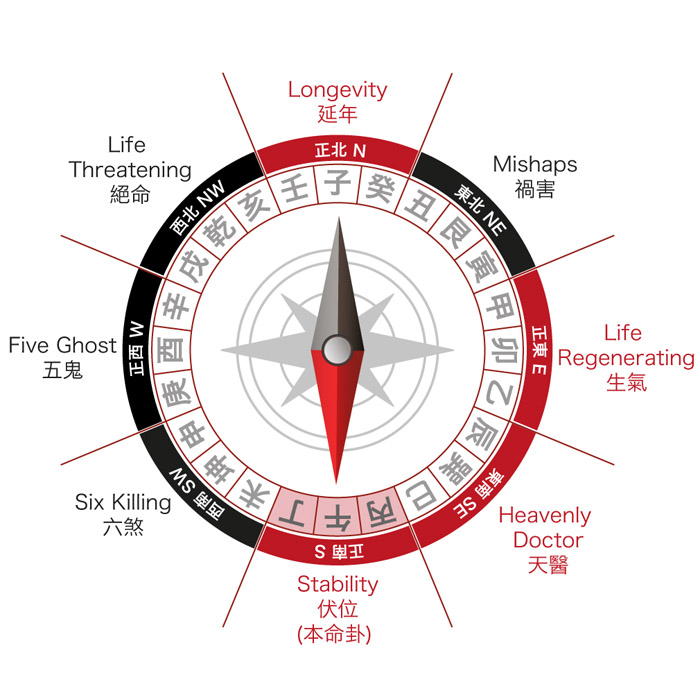 Longevity
延年
Mishaps
禍害
Life
Regenerating
生氣
Heavenly
Doctor
天醫
Stability
伏位
(本命卦)
Six Killing
六煞
Five Ghost
五鬼
Life
Threatening
絕命
正北 N
東北 NE
正東 E
東南 SE
正南 S
西南 SW
正西 W
西北 NW
子
癸
丑
艮
寅
甲
卯
乙
辰
巽
巳
丙
午
丁
未
坤
申
庚
酉
辛
戌
乾
亥
壬